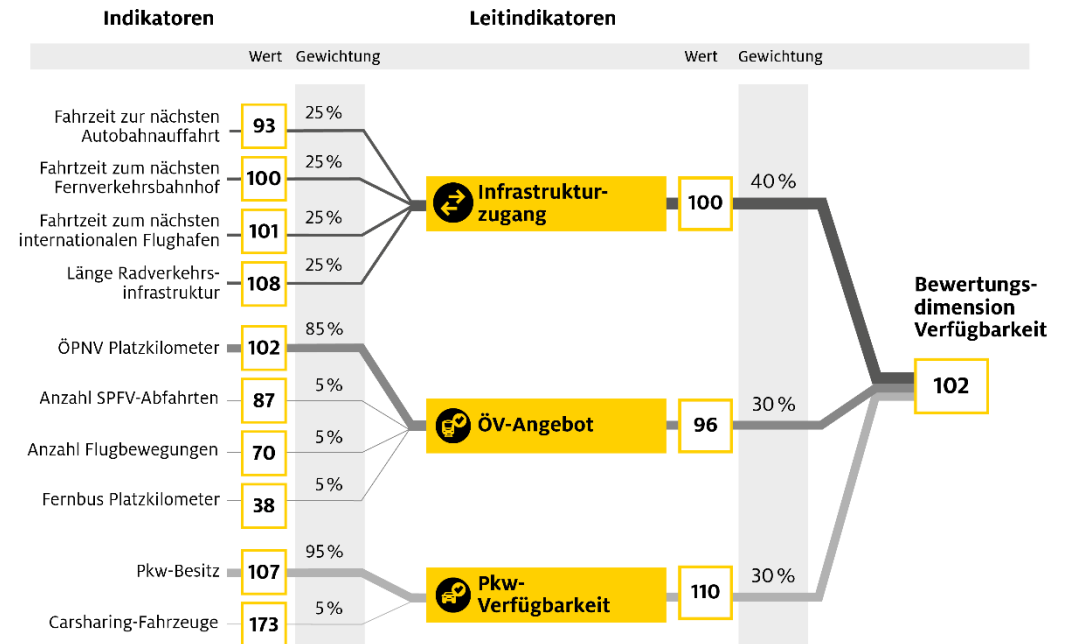 Indikatoren
Leitindikatoren
Wert Gewichtung
Wert Gewichtung
Fahrzeit zur nächsten
Autobahnauffahrt
93
25 %
Fahrtzeit zum nächsten
Fernverkehrsbahnhof
100
25 %
Fahrtzeit zum nächsten
internationalen Flughafen
101
25 %
Länge Radverkehrs-
infrastruktur
108
25 %
Infrastruktur-
zugang
100
40 %
ÖPNV Platzkilometer
102
85 %
Anzahl SPFV-Abfahrten
87
5 %
Anzahl Flugbewegungen
70
5 %
Fernbus Platzkilometer
38
5 %
ÖV-Angebot
96
30 %
Pkw-Besitz
107
95 %
Carsharing-Fahrzeuge
173
5 %
Pkw-
Verfügbarkeit
110
30 %
Bewertungs-
dimension
Verfügbarkeit
102